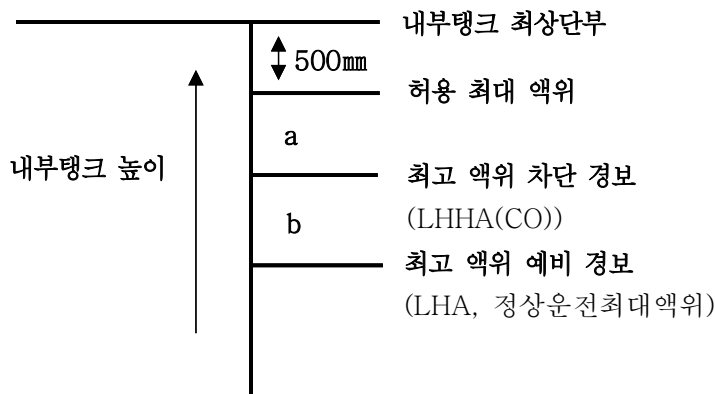 내부탱크 최상단부
500㎜
허용 최대 액위
a
내부탱크 높이
최고 액위 차단 경보
(LHHA(CO))
b
최고 액위 예비 경보
(LHA, 정상운전최대액위)